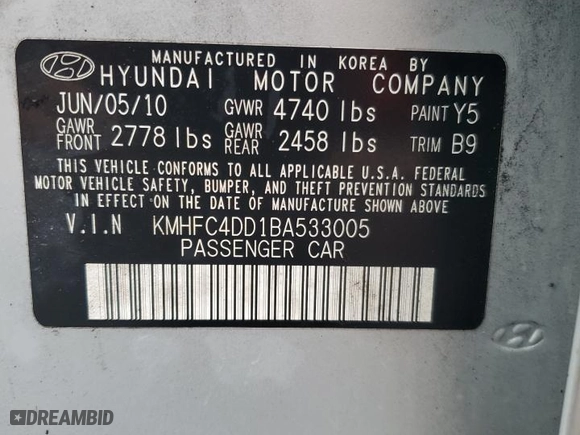 MANUFACTURED IN KOREA BY
HYUNDAI MOTOR COMPANY
JUN/05/10 GVWR 4740 lbs PAINT Y5
GAWR FRONT 2778 lbs GAWR REAR 2458 lbs TRIM B9
THIS VEHICLE CONFORMS TO ALL APPLICABLE U.S.A. FEDERAL
MOTOR VEHICLE SAFETY, BUMPER, AND THEFT PREVENTION STANDARDS
IN EFFECT ON THE DATE OF MANUFACTURE SHOWN ABOVE
V.I.N KMHFC4DD1BA533005
PASSENGER CAR
DREAMBID